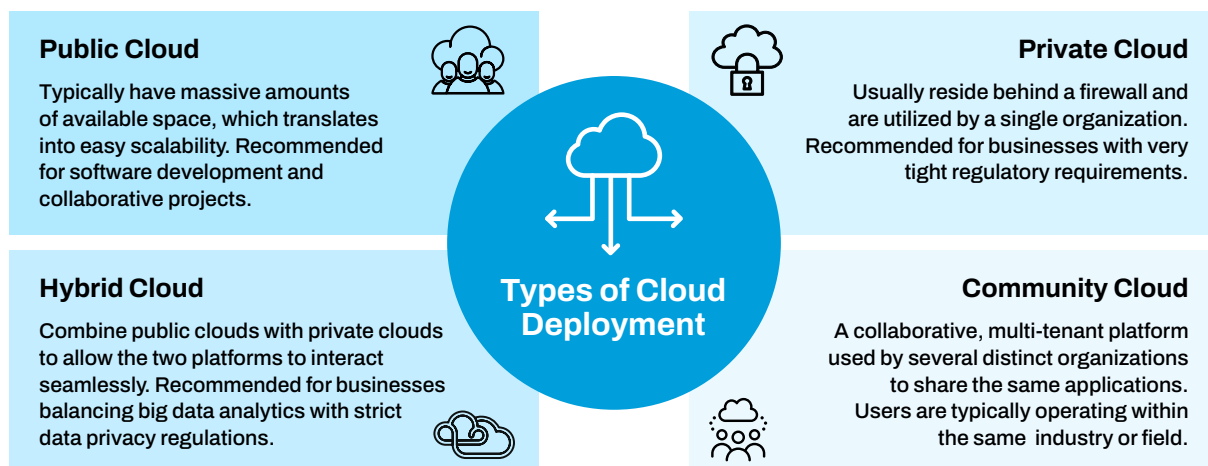 Public Cloud
Typically have massive amounts
of available space, which translates
into easy scalability. Recommended
for software development and
collaborative projects.
Private Cloud
Usually reside behind a firewall and
are utilized by a single organization.
Recommended for businesses with very
tight regulatory requirements.
Types of Cloud
Deployment
Hybrid Cloud
Combine public clouds with private clouds
to allow the two platforms to interact
seamlessly. Recommended for businesses
balancing big data analytics with strict
data privacy regulations.
Community Cloud
A collaborative, multi-tenant platform
used by several distinct organizations
to share the same applications.
Users are typically operating within
the same industry or field.